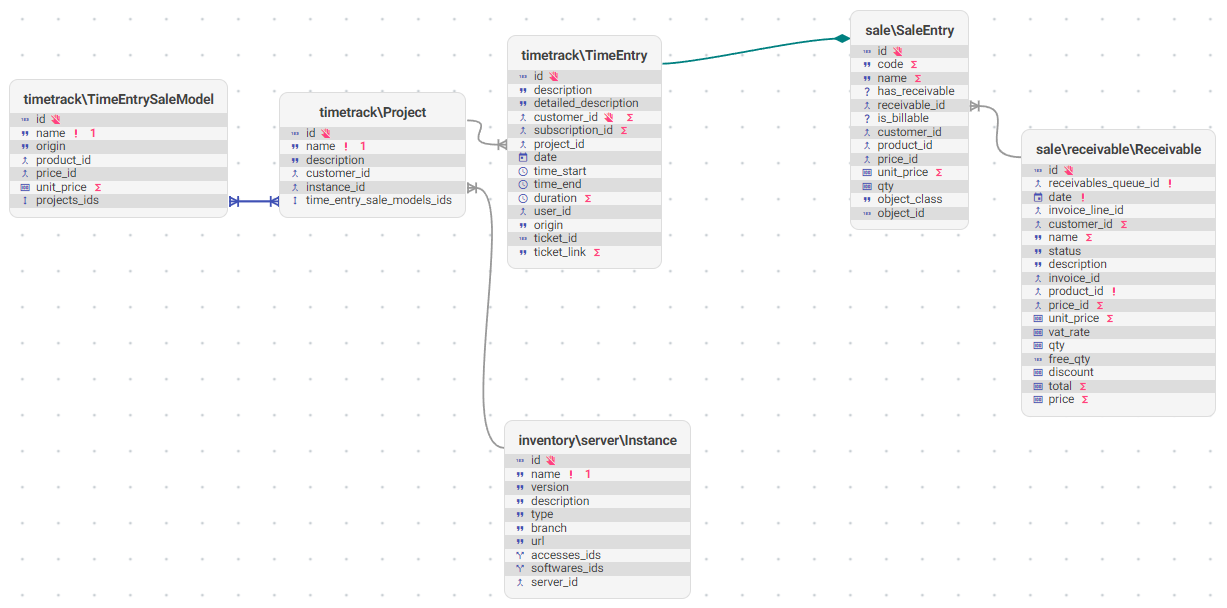 timetrack\TimeEntrySaleModel
id
name ! 1
origin
product_id
price_id
unit_price Σ
projects_ids
timetrack\Project
id
name ! 1
description
customer_id
instance_id
time_entry_sale_models_ids
timetrack\TimeEntry
id
description
detailed_description
customer_id Σ
subscription_id Σ
project_id
date
time_start
time_end
duration Σ
user_id
origin
ticket_id
ticket_link Σ
sale\SaleEntry
id
code Σ
name Σ
? has_receivable
receivable_id
? is_billable
customer_id
product_id
price_id
unit_price Σ
qty
object_class
object_id
sale\receivable\Receivable
id
receivables_queue_id !
date !
invoice_line_id
customer_id Σ
name Σ
status
description
invoice_id
product_id !
price_id Σ
unit_price Σ
vat_rate
qty
free_qty
discount
total Σ
price Σ
inventory\server\Instance
id
name ! 1
version
description
type
branch
url
accesses_ids
softwares_ids
server_id